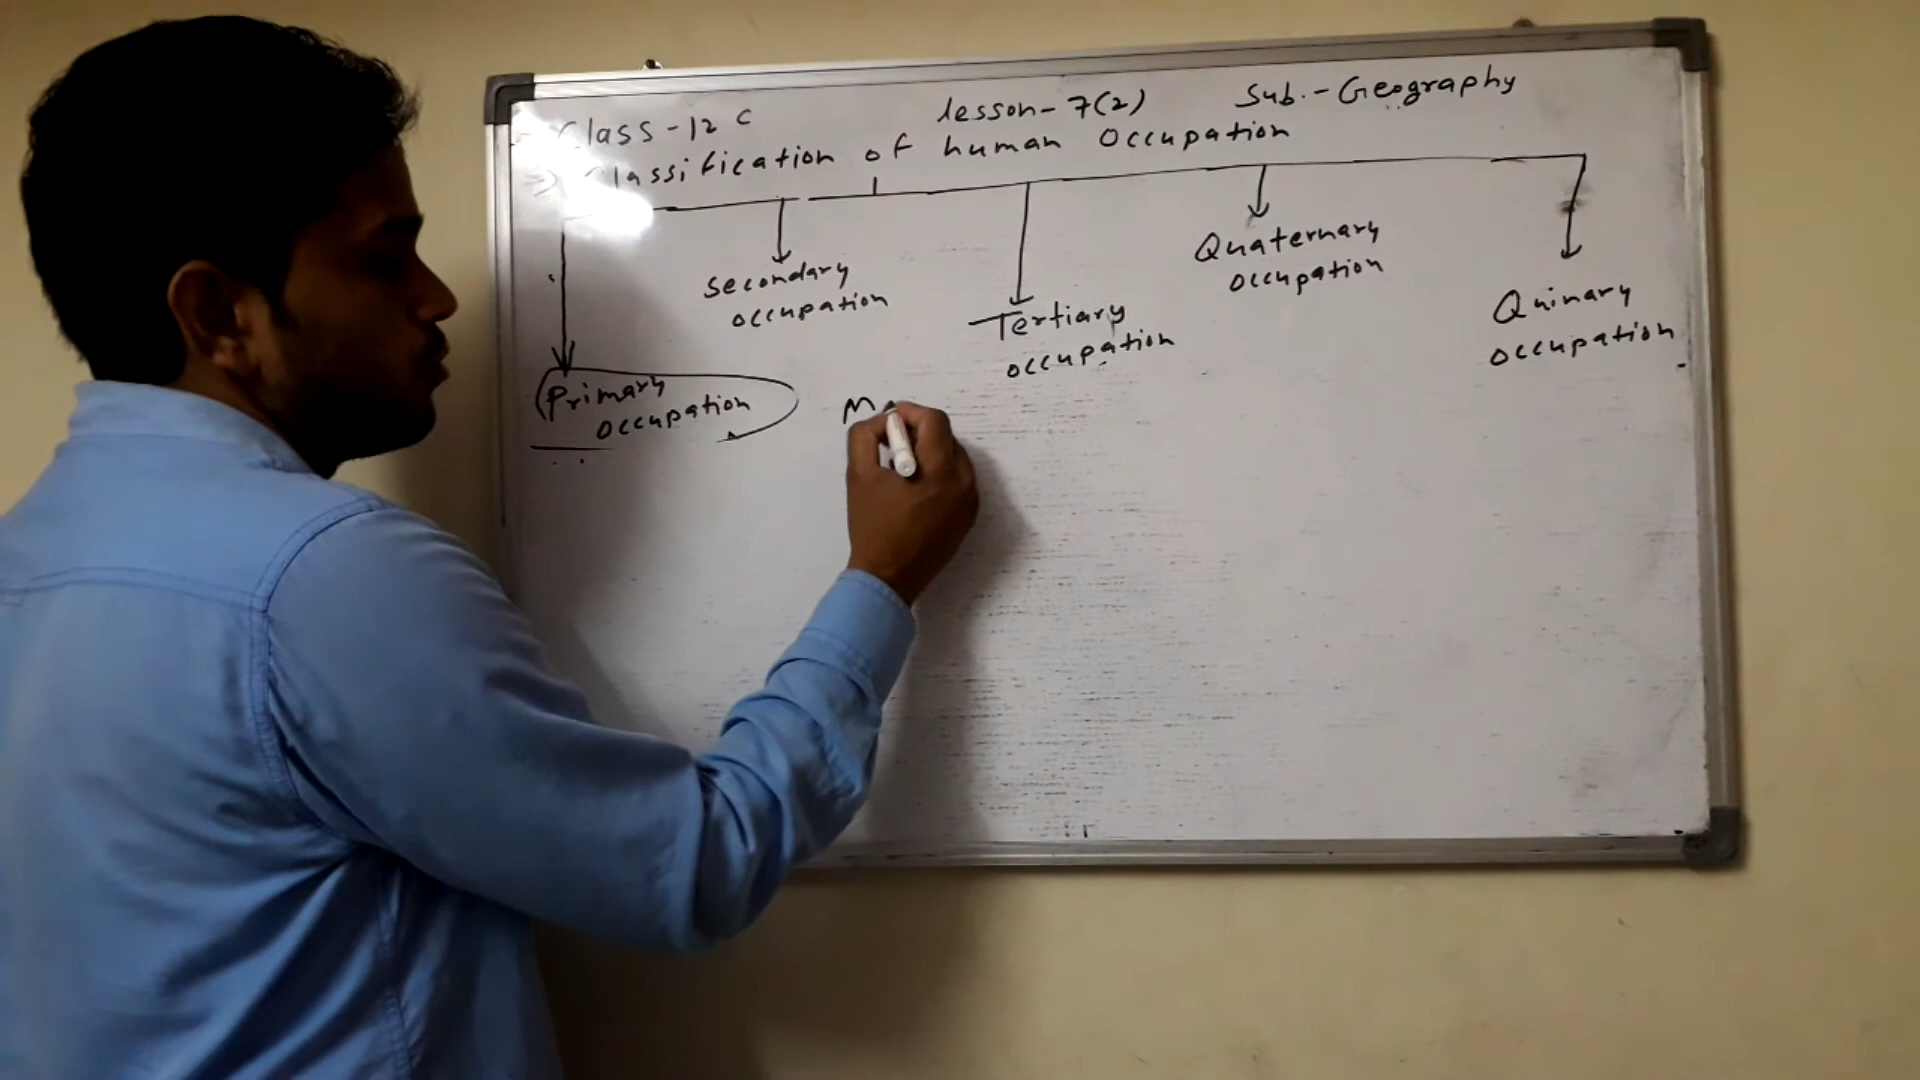 Class-12 C lesson-7(2) Sub.-Geography
=> Classification of human Occupation
Primary
occupation
Secondary
occupation
Tertiary
occupation
Quaternary
occupation
Quinary
occupation